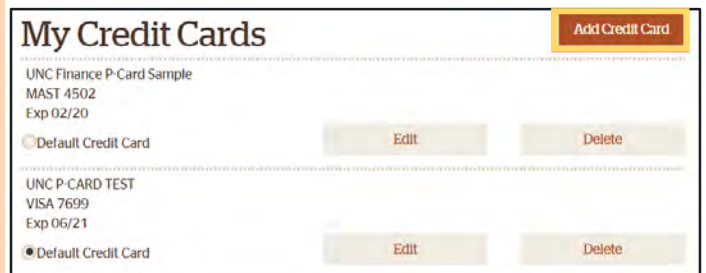 My Credit Cards
Add Credit Card
UNC Finance P-Card Sample
MAST 4502
Exp 02/20
Default Credit Card Edit Delete
UNC P-CARD TEST
VISA 7699
Exp 06/21
Default Credit Card Edit Delete